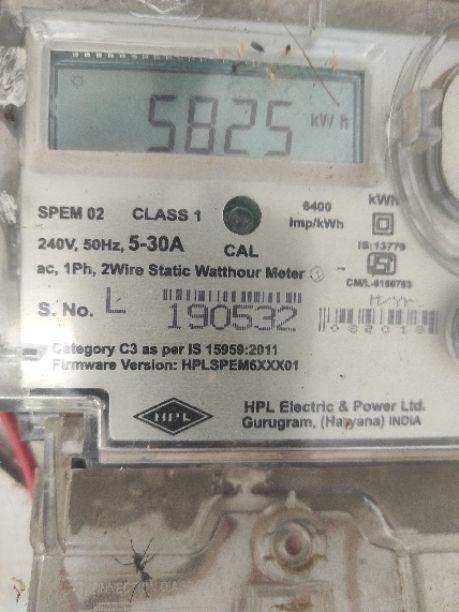 5825 kWh
SPEM 02 CLASS 1 6400 imp/kWh kWh
240V, 50Hz, 5-30A CAL IS:13779
ac, 1Ph, 2Wire Static Watthour Meter
S. No. L 190532 M/Yr
082018
Category C3 as per IS 15959:2011
Firmware Version: HPLSPEM6XXX01
HPL
HPL Electric & Power Ltd.
Gurugram, (Haryana) INDIA